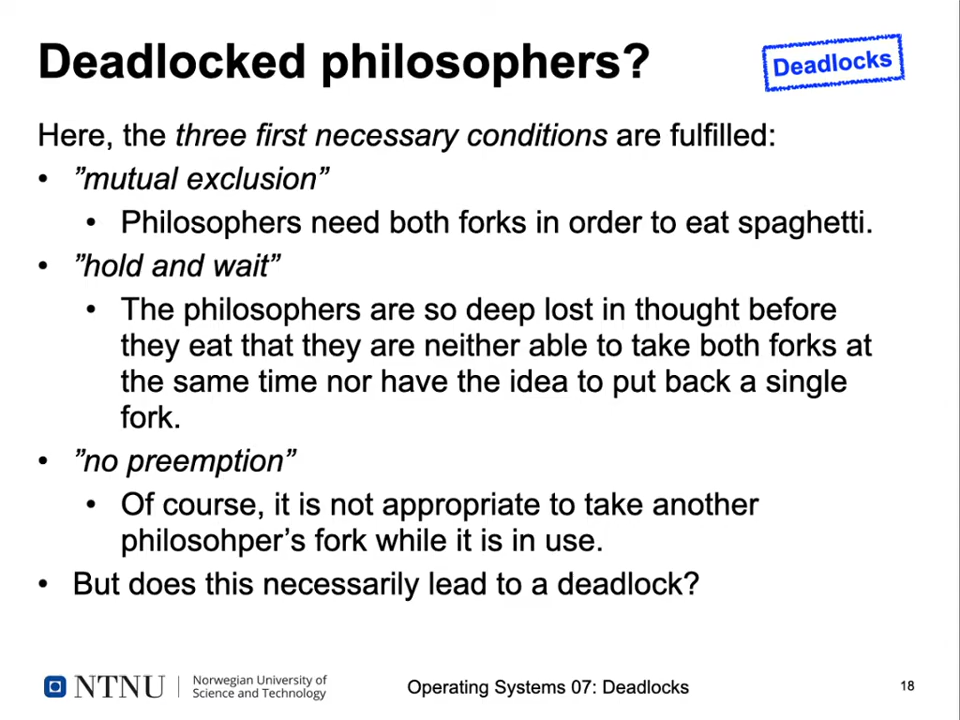 Deadlocked philosophers?
Deadlocks
Here, the three first necessary conditions are fulfilled:
• ”mutual exclusion”
• Philosophers need both forks in order to eat spaghetti.
• ”hold and wait”
• The philosophers are so deep lost in thought before
they eat that they are neither able to take both forks at
the same time nor have the idea to put back a single
fork.
• ”no preemption”
• Of course, it is not appropriate to take another
philosohper’s fork while it is in use.
• But does this necessarily lead to a deadlock?
NTNU
Norwegian University of
Science and Technology
Operating Systems 07: Deadlocks
18